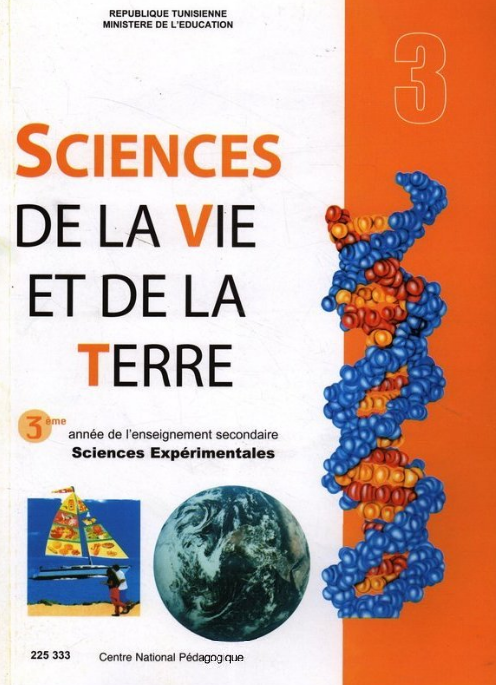 REPUBLIQUE TUNISIENNE
MINISTERE DE L'EDUCATION
3
SCIENCES
DE LA VIE
ET DE LA
TERRE
3ème
année de l'enseignement secondaire
Sciences Expérimentales
225 333
Centre National Pédagogique